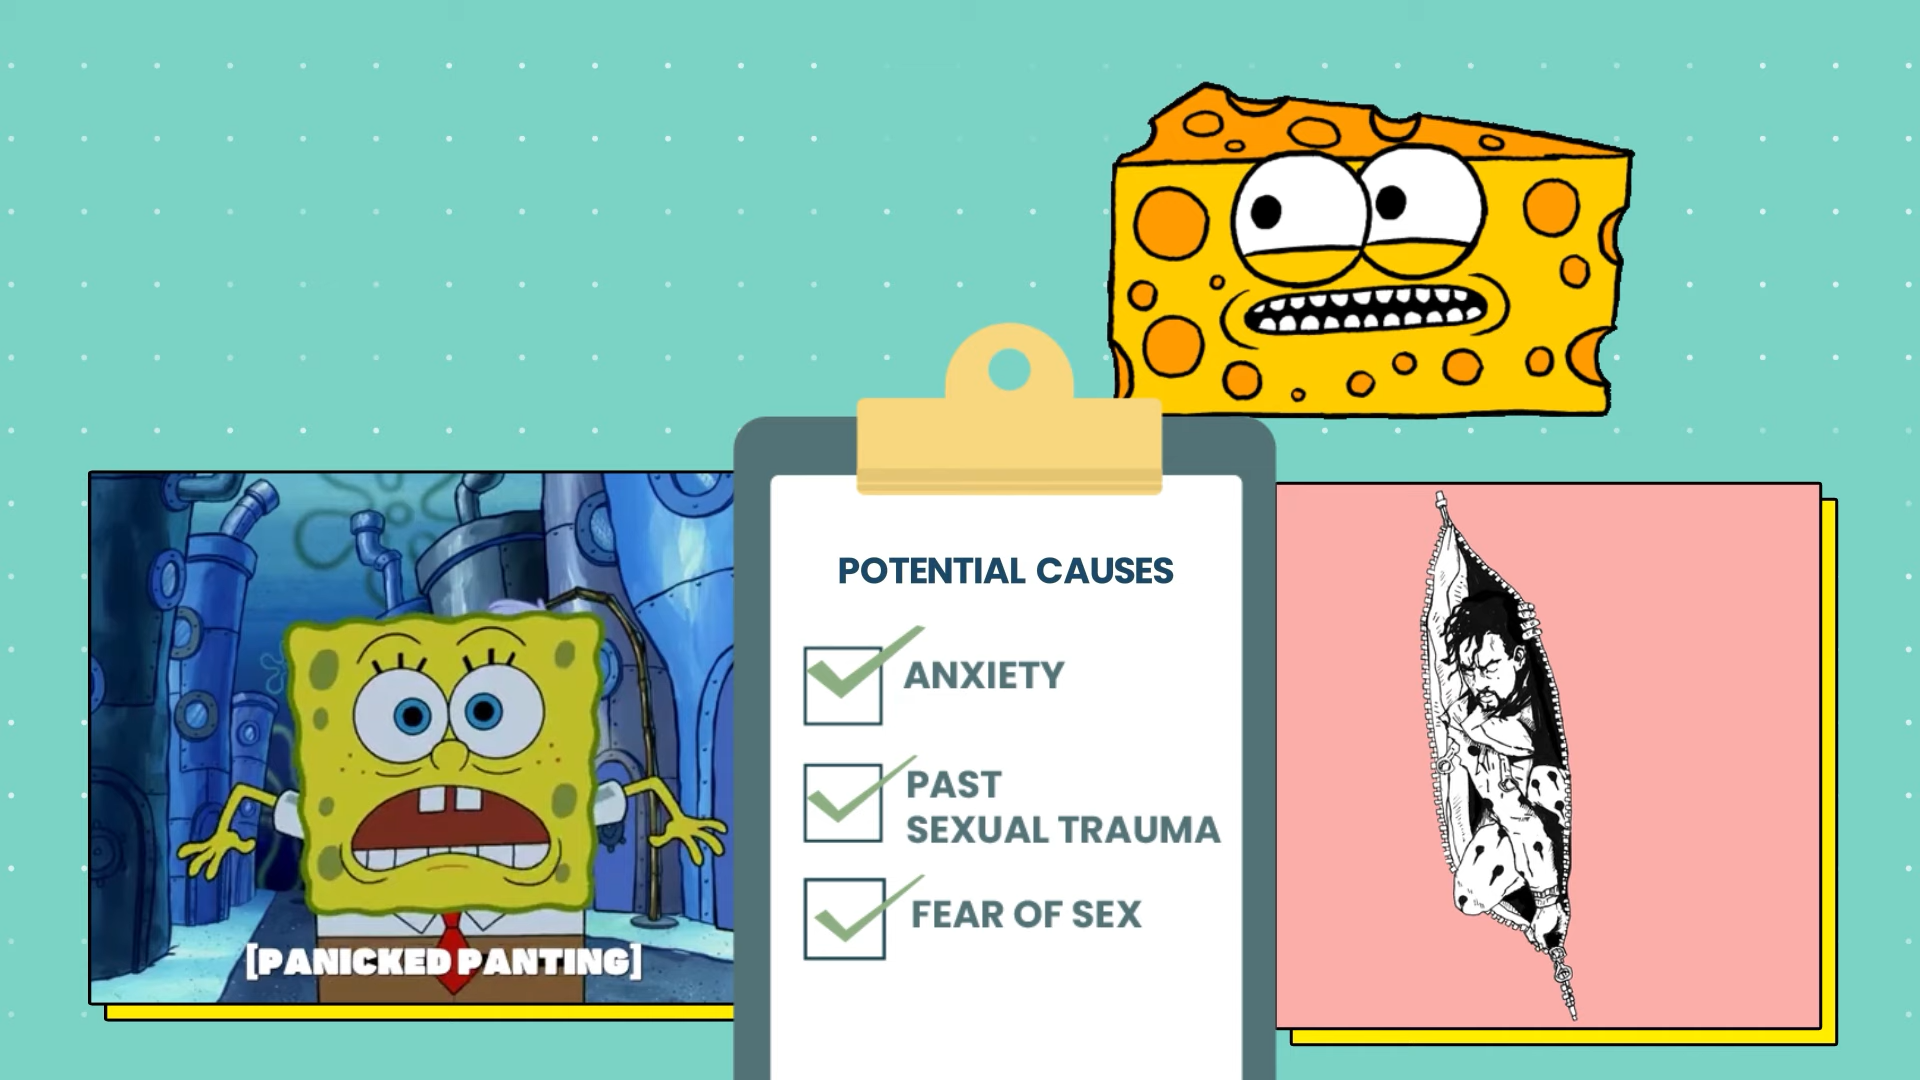 POTENTIAL CAUSES
ANXIETY
PAST
SEXUAL TRAUMA
FEAR OF SEX
[PANICKED PANTING]